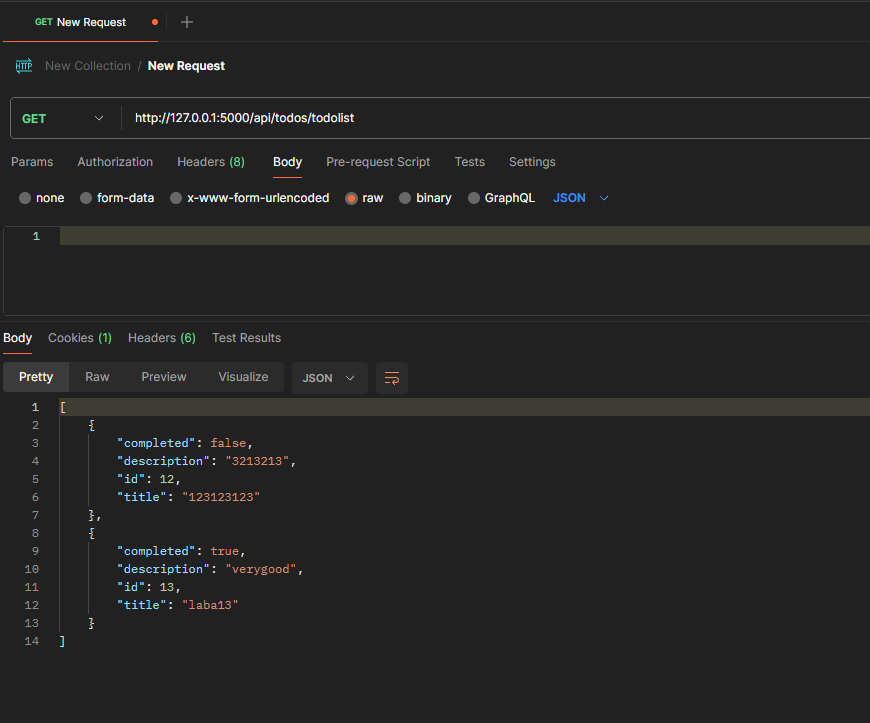 GET New Request
HTTP New Collection / New Request
GET http://127.0.0.1:5000/api/todos/todolist
Params Authorization Headers (8) Body Pre-request Script Tests Settings
none form-data x-www-form-urlencoded raw binary GraphQL JSON
1
Body Cookies (1) Headers (6) Test Results
Pretty Raw Preview Visualize JSON
1 [
2 {
3 "completed": false,
4 "description": "3213213",
5 "id": 12,
6 "title": "123123123"
7 },
8 {
9 "completed": true,
10 "description": "verygood",
11 "id": 13,
12 "title": "laba13"
13 }
14 ]